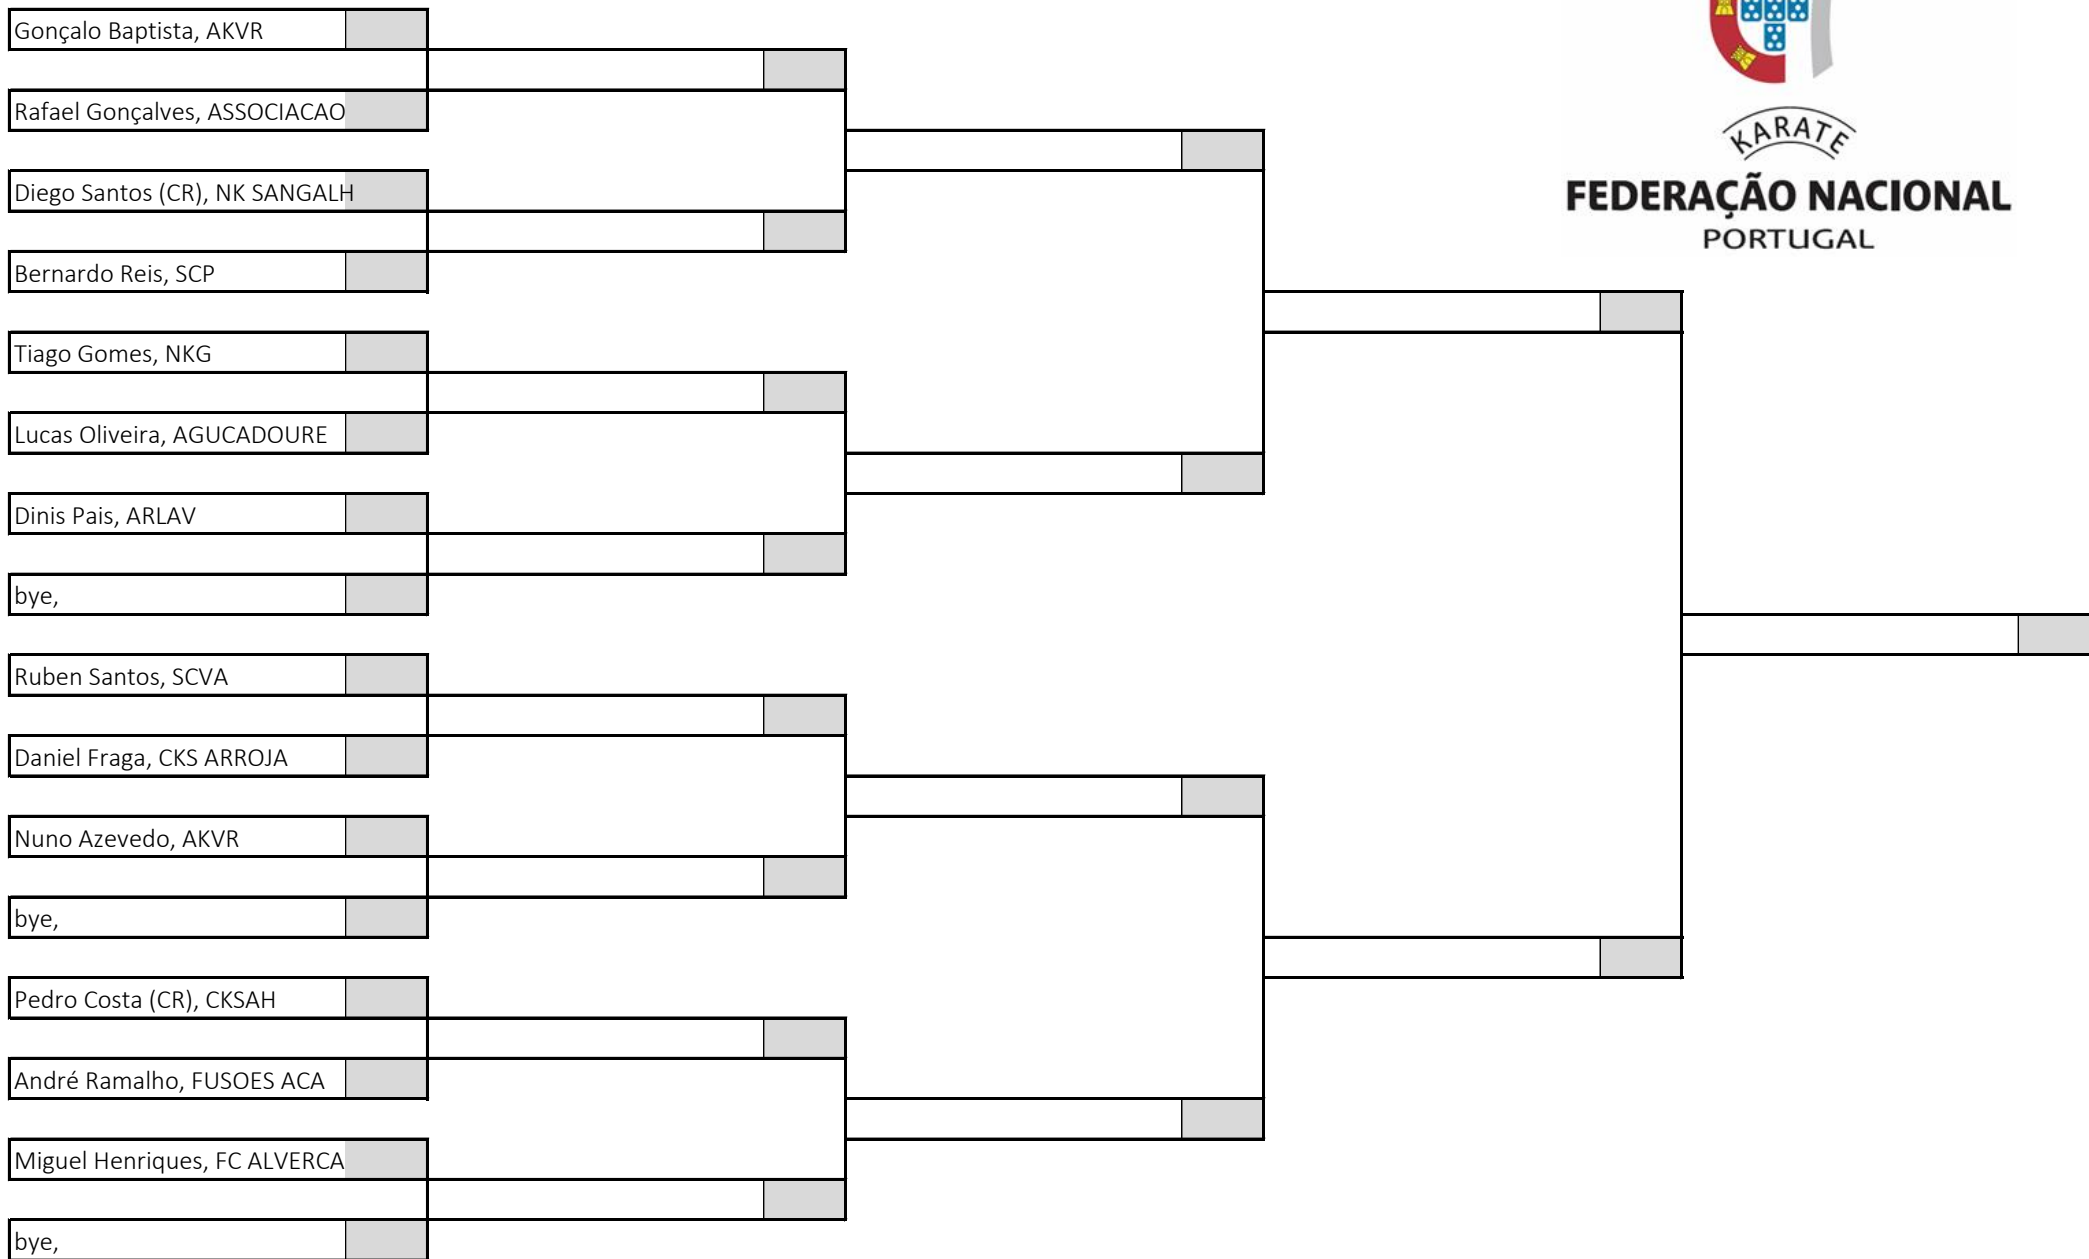 Gonçalo Baptista, AKVR
Rafael Gonçalves, ASSOCIACAO
Diego Santos (CR), NK SANGALH
Bernardo Reis, SCP
Tiago Gomes, NKG
Lucas Oliveira, AGUCADOURE
Dinis Pais, ARLAV
bye,
Ruben Santos, SCVA
Daniel Fraga, CKS ARROJA
Nuno Azevedo, AKVR
bye,
Pedro Costa (CR), CKSAH
André Ramalho, FUSOES ACA
Miguel Henriques, FC ALVERCA
bye,
KARATE
FEDERAÇÃO NACIONAL
PORTUGAL